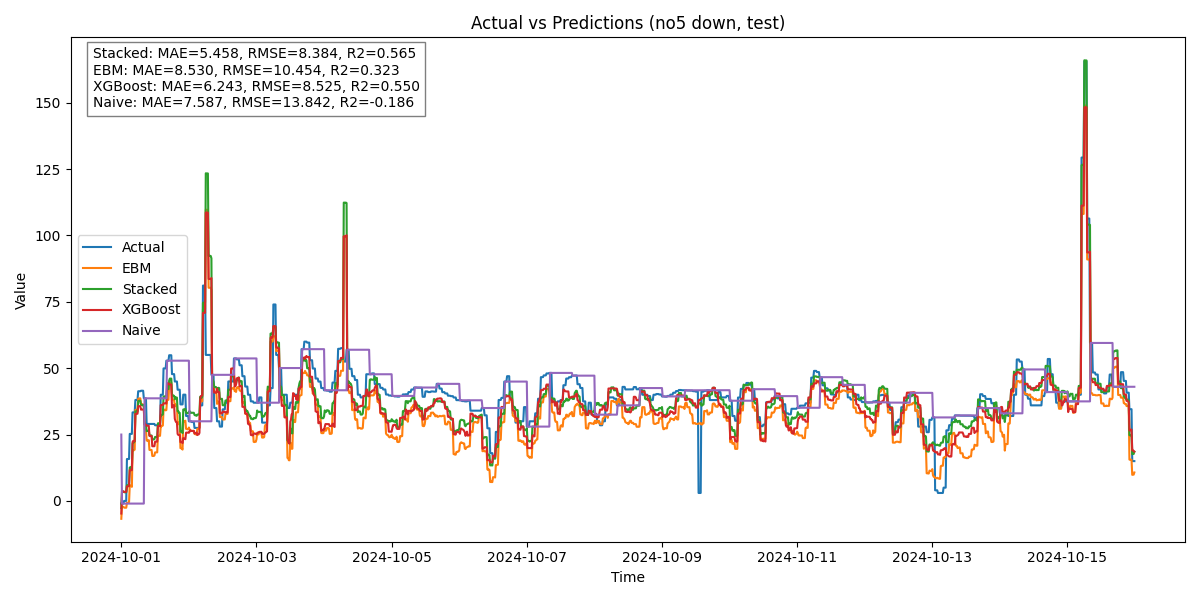 Actual vs Predictions (no5 down, test)
Stacked: MAE=5.458, RMSE=8.384, R2=0.565
EBM: MAE=8.530, RMSE=10.454, R2=0.323
XGBoost: MAE=6.243, RMSE=8.525, R2=0.550
Naive: MAE=7.587, RMSE=13.842, R2=-0.186
Actual
EBM
Stacked
XGBoost
Naive
Value
150
125
100
75
50
25
0
2024-10-01
2024-10-03
2024-10-05
2024-10-07
2024-10-09
2024-10-11
2024-10-13
2024-10-15
Time